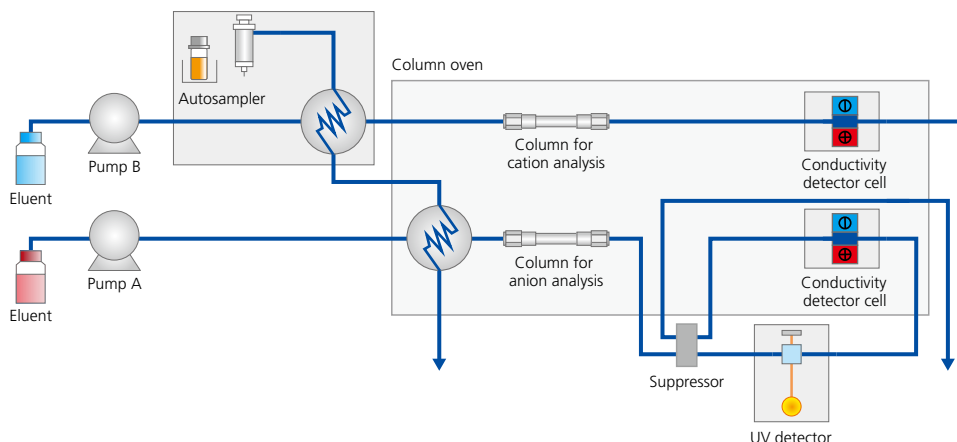 Column oven
Autosampler
Pump B
Column for
cation analysis
Conductivity
detector cell
Eluent
Pump A
Column for
anion analysis
Conductivity
detector cell
Eluent
Suppressor
UV detector